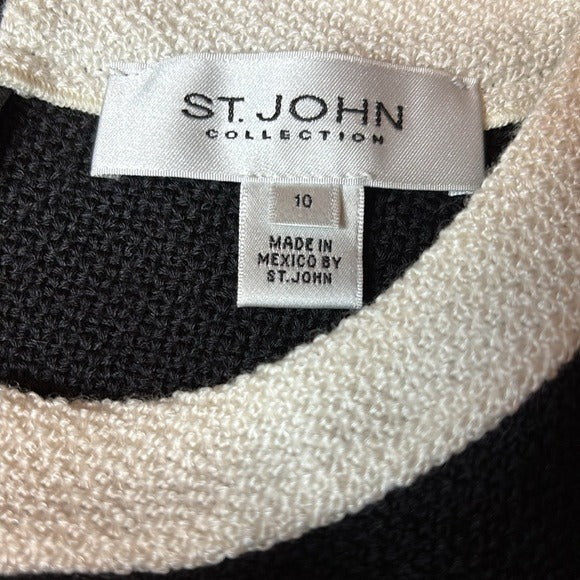 ST. JOHN
COLLECTION
10
MADE IN
MEXICO BY
ST. JOHN